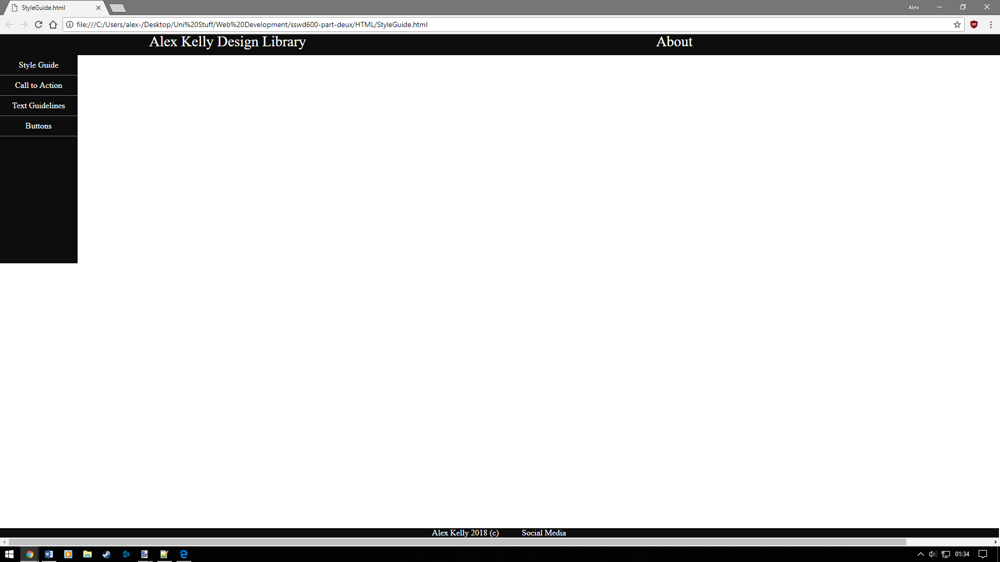 StyleGuide.html
Alex
file:///C:/Users/alex-/Desktop/Uni%20Stuff/Web%20Development/sswd600-part-deux/HTML/StyleGuide.html
Alex Kelly Design Library About
Style Guide
Call to Action
Text Guidelines
Buttons
Alex Kelly 2018 (c) Social Media
01:34